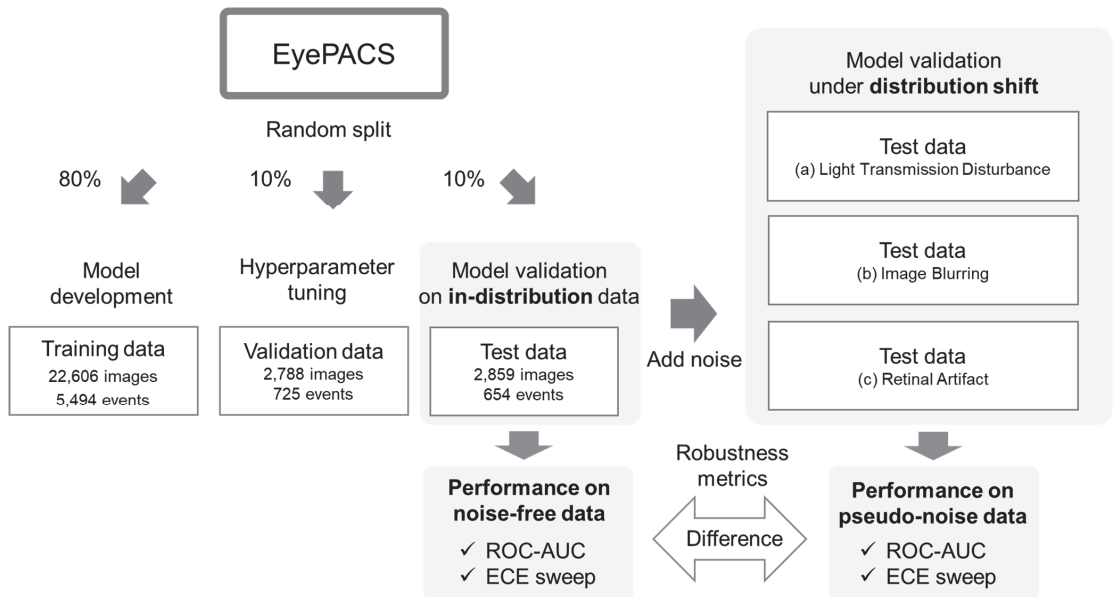 EyePACS
Random split
80%
10%
10%
Model
development
Training data
22,606 images
5,494 events
Hyperparameter
tuning
Validation data
2,788 images
725 events
Model validation
on in-distribution data
Test data
2,859 images
654 events
Add noise
Model validation
under distribution shift
Test data
(a) Light Transmission Disturbance
Test data
(b) Image Blurring
Test data
(c) Retinal Artifact
Performance on
noise-free data
✓ ROC-AUC
✓ ECE sweep
Robustness
metrics
Difference
Performance on
pseudo-noise data
✓ ROC-AUC
✓ ECE sweep